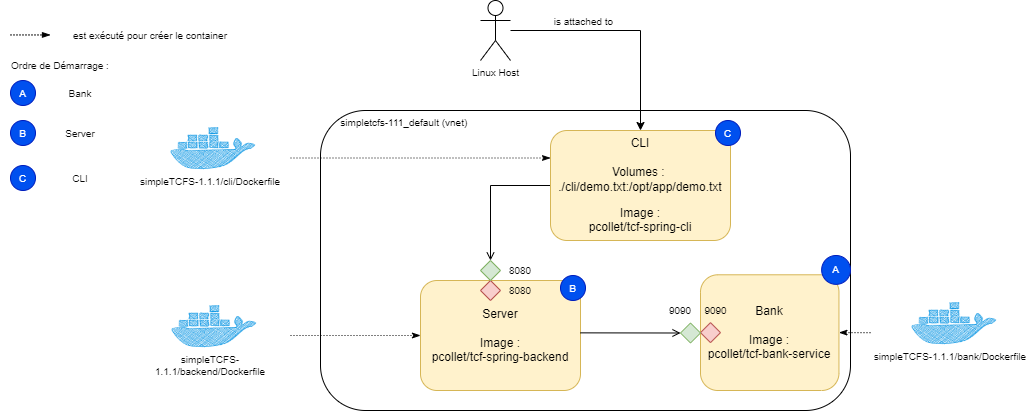 is attached to
est exécuté pour créer le container
Linux Host
Ordre de Démarrage :
A
Bank
B
Server
C
CLI
simpletcfs-111_default (vnet)
C
CLI
Volumes :
./cli/demo.txt:/opt/app/demo.txt
Image :
pcollet/tcf-spring-cli
simpleTCFS-1.1.1/cli/Dockerfile
8080
8080
B
Server
Image :
pcollet/tcf-spring-backend
simpleTCFS-
1.1.1/backend/Dockerfile
A
9090
9090
Bank
Image :
pcollet/tcf-bank-service
simpleTCFS-1.1.1/bank/Dockerfile